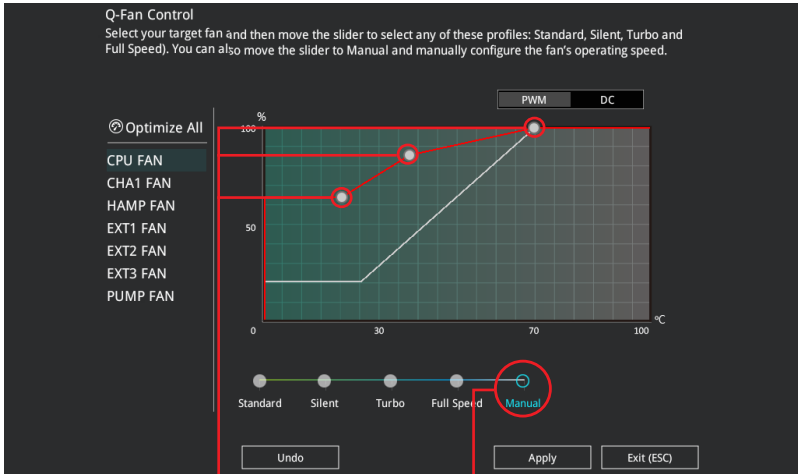 Q-Fan Control
Select your target fan and then move the slider to select any of these profiles: Standard, Silent, Turbo and
Full Speed). You can also move the slider to Manual and manually configure the fan's operating speed.
PWM DC
Optimize All
CPU FAN
CHA1 FAN
HAMP FAN
EXT1 FAN
EXT2 FAN
EXT3 FAN
PUMP FAN
%
100
50
0 30 70 100
ºC
Standard Silent Turbo Full Speed Manual
Undo Apply Exit (ESC)